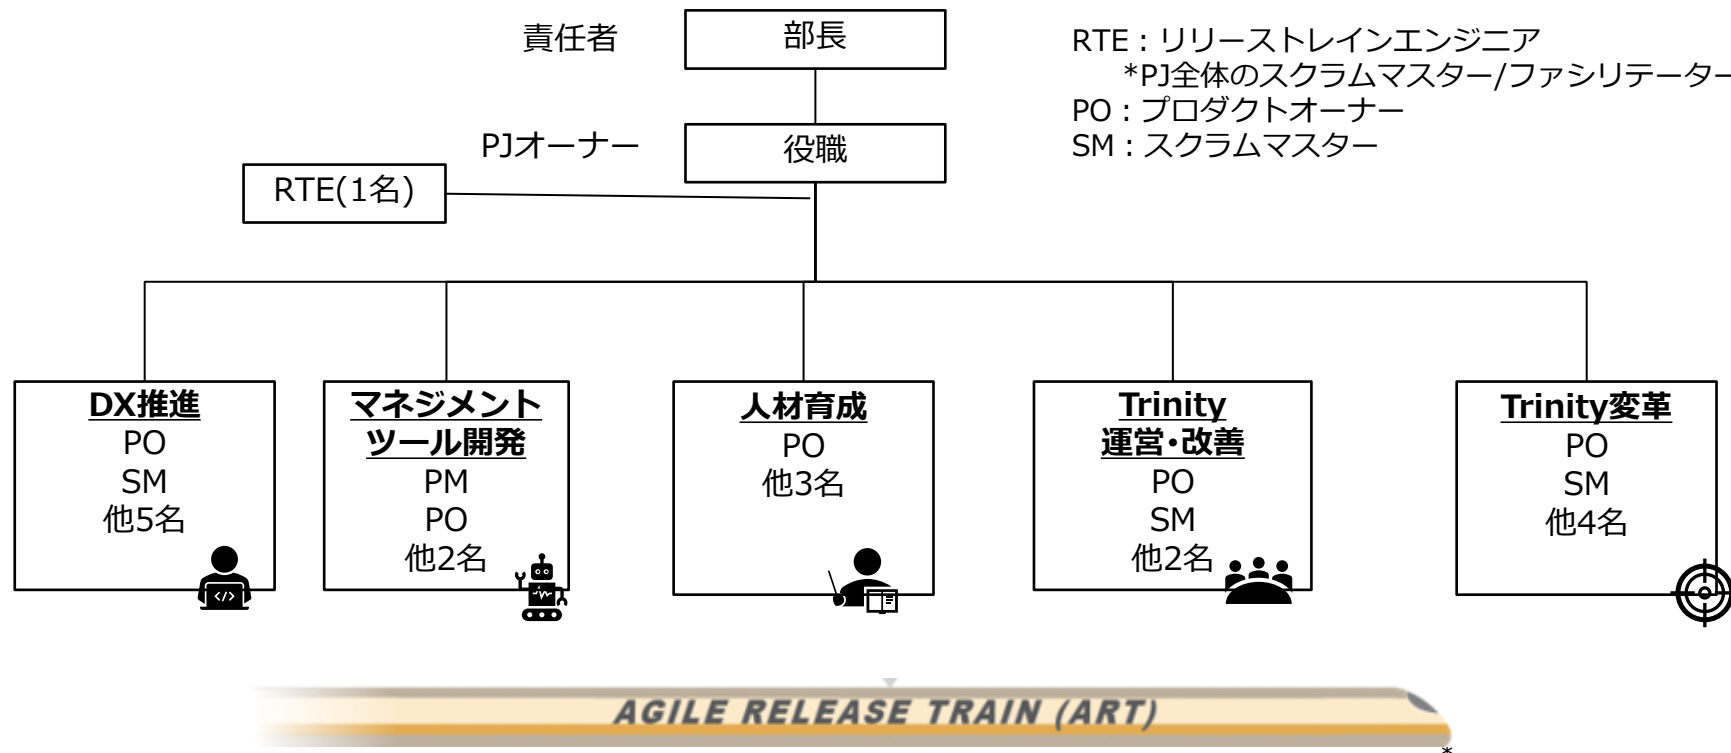 責任者
部長
RTE：リリーストレインエンジニア
*PJ全体のスクラムマスター/ファシリテーター
PO：プロダクトオーナー
SM：スクラムマスター
PJオーナー
役職
RTE(1名)
DX推進
PO
SM
他5名
マネジメント
ツール開発
PM
PO
他2名
人材育成
PO
他3名
Trinity
運営・改善
PO
SM
他2名
Trinity変革
PO
SM
他4名
</>
AGILE RELEASE TRAIN (ART)
*